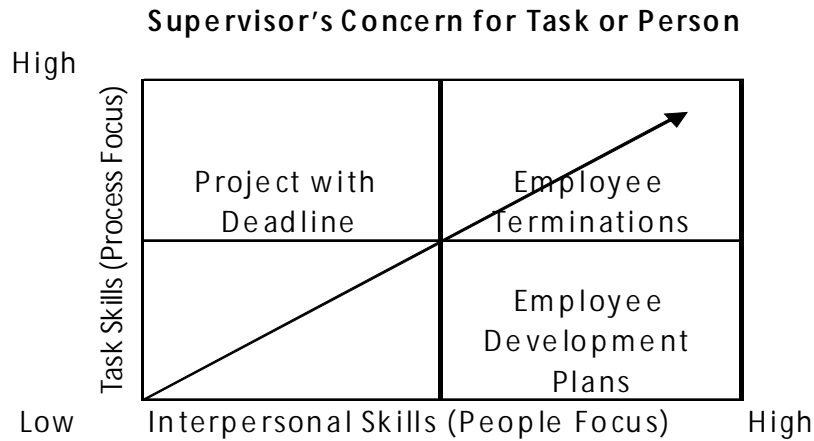 Supervisor’s Concern for Task or Person
High
Task Skills (Process Focus)
Project with
Deadline
Employee
Terminations
Employee
Development
Plans
Low
Interpersonal Skills (People Focus)
High